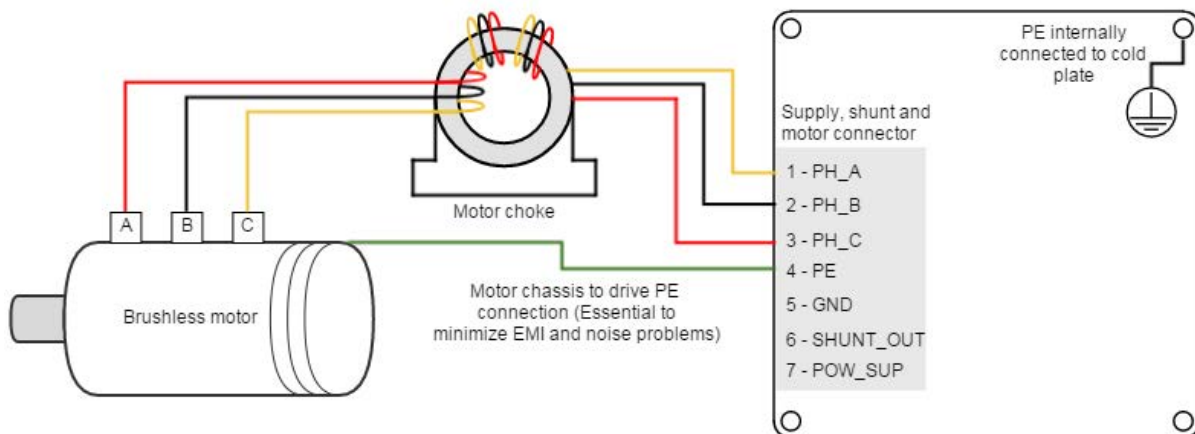 PE internally
connected to cold
plate
Supply, shunt and
motor connector
1 - PH_A
2 - PH_B
3 - PH_C
4 - PE
5 - GND
6 - SHUNT_OUT
7 - POW_SUP
Motor choke
A
B
C
Brushless motor
Motor chassis to drive PE
connection (Essential to
minimize EMI and noise problems)